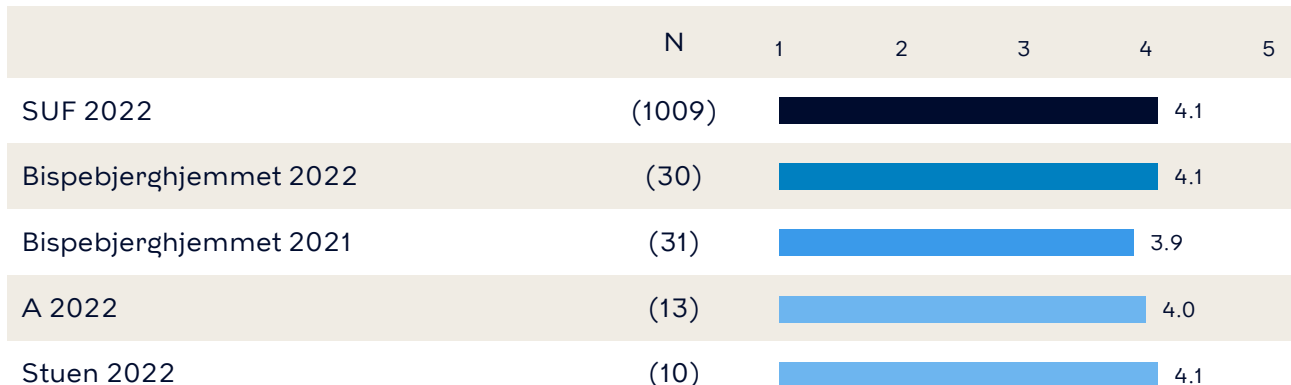 N 1 2 3 4 5
SUF 2022 (1009) 4.1
Bispebjerghjemmet 2022 (30) 4.1
Bispebjerghjemmet 2021 (31) 3.9
A 2022 (13) 4.0
Stuen 2022 (10) 4.1